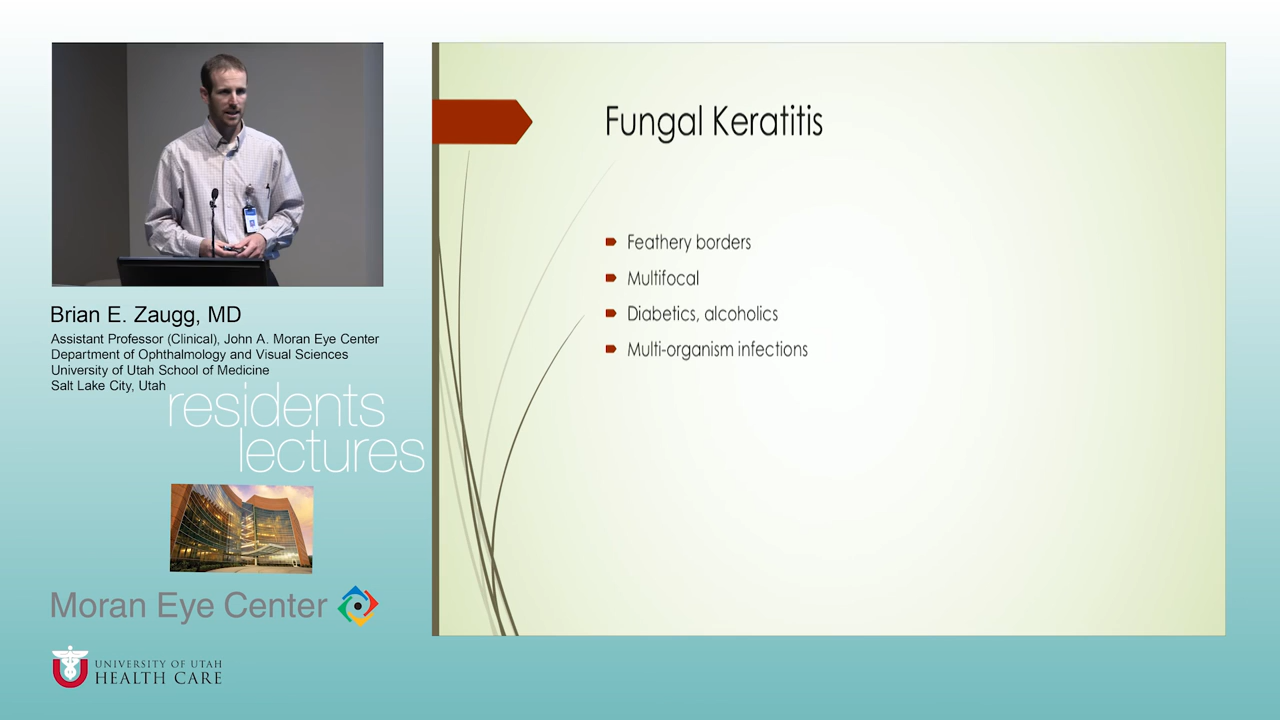 Fungal Keratitis
Feathery borders
Multifocal
Diabetics, alcoholics
Multi-organism infections
Brian E. Zaugg, MD
Assistant Professor (Clinical), John A. Moran Eye Center
Department of Ophthalmology and Visual Sciences
University of Utah School of Medicine
Salt Lake City, Utah
residents
lectures
Moran Eye Center
UNIVERSITY OF UTAH
HEALTH CARE